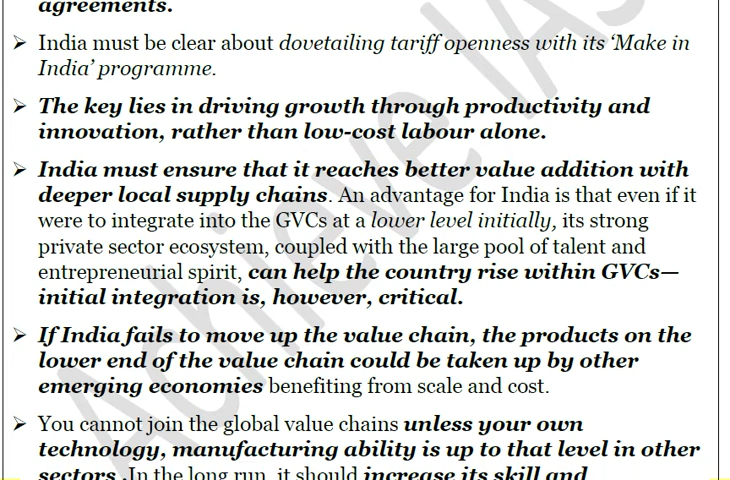 agreements.
➢ India must be clear about dovetailing tariff openness with its ‘Make in
India’ programme.
➢ The key lies in driving growth through productivity and
innovation, rather than low-cost labour alone.
➢ India must ensure that it reaches better value addition with
deeper local supply chains. An advantage for India is that even if it
were to integrate into the GVCs at a lower level initially, its strong
private sector ecosystem, coupled with the large pool of talent and
entrepreneurial spirit, can help the country rise within GVCs—
initial integration is, however, critical.
➢ If India fails to move up the value chain, the products on the
lower end of the value chain could be taken up by other
emerging economies benefiting from scale and cost.
➢ You cannot join the global value chains unless your own
technology, manufacturing ability is up to that level in other
sectors .In the long run, it should increase its skill and
Achieve IAS